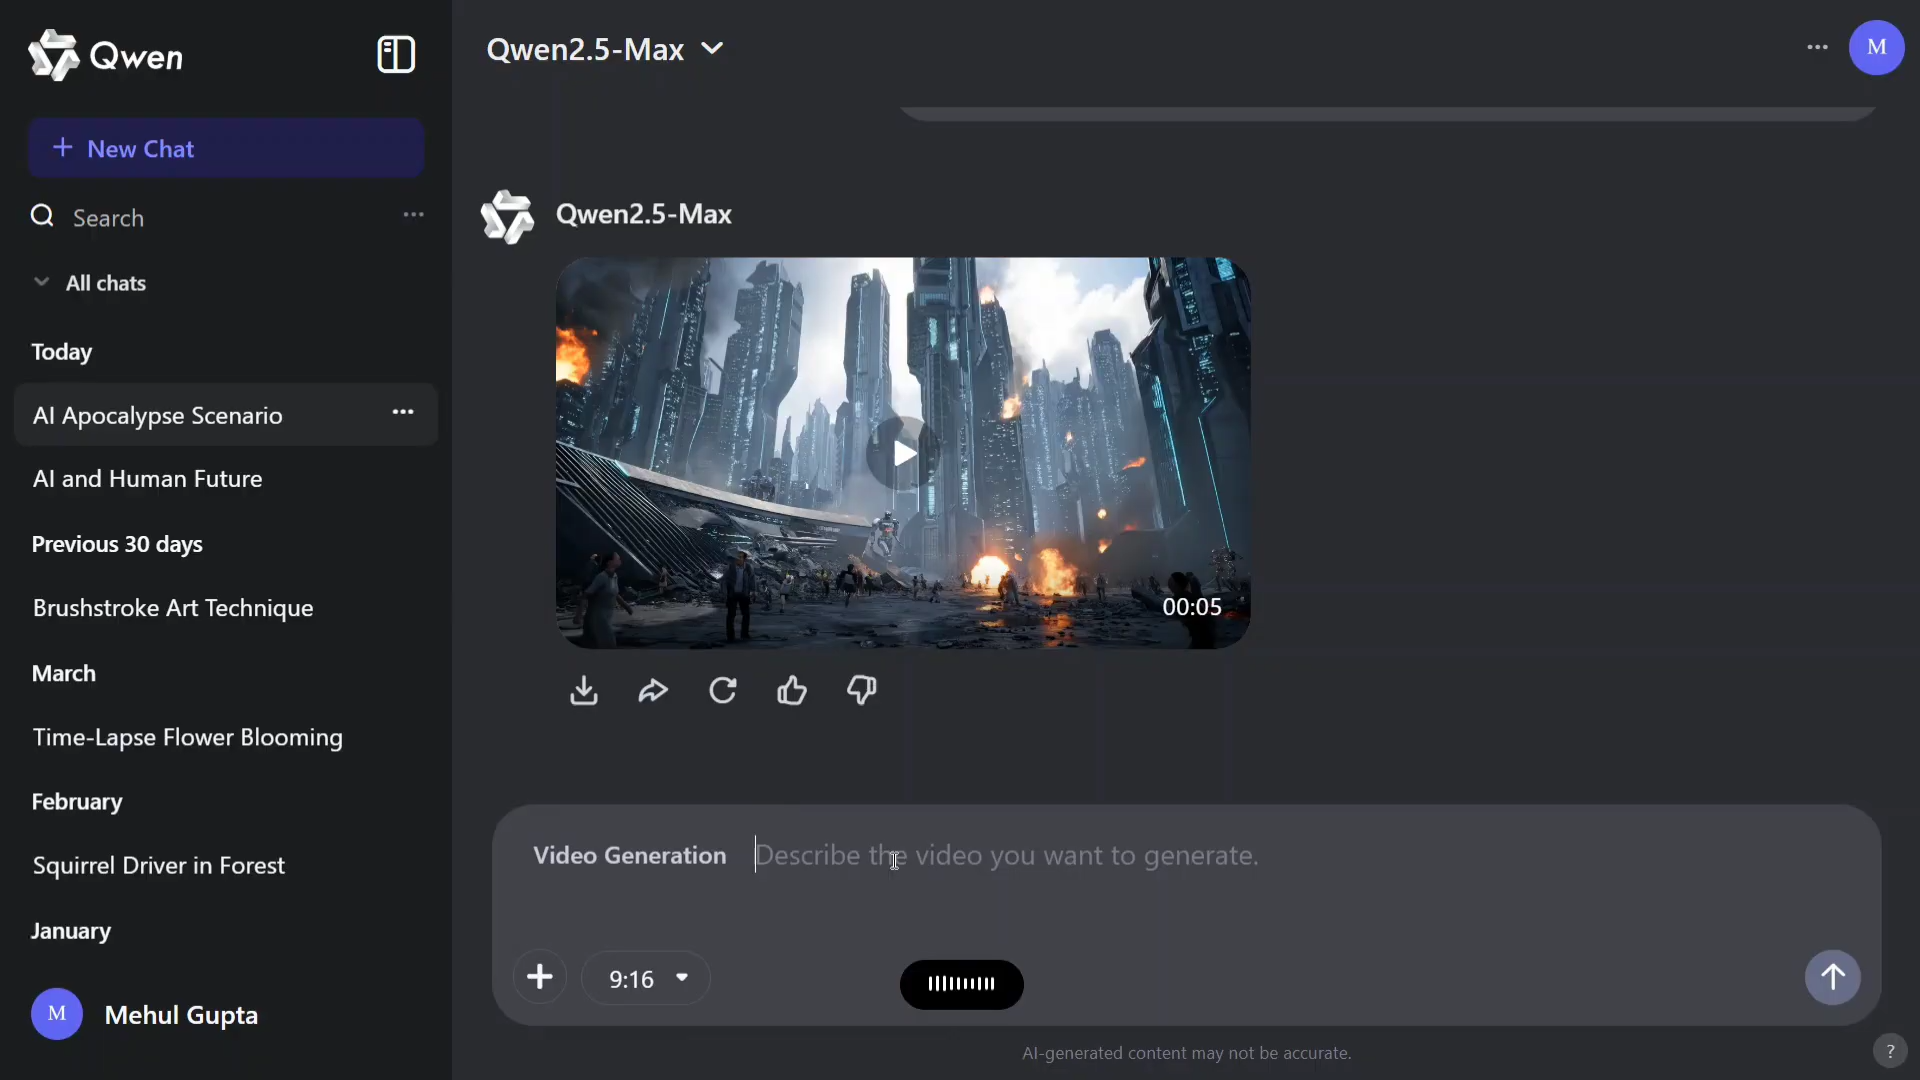 Qwen
New Chat
Search
All chats
Today
AI Apocalypse Scenario
AI and Human Future
Previous 30 days
Brushstroke Art Technique
March
Time-Lapse Flower Blooming
February
Squirrel Driver in Forest
January
M
Mehul Gupta
Qwen2.5-Max
M
Qwen2.5-Max
00:05
Video Generation
Describe the video you want to generate.
9:16
AI-generated content may not be accurate.
?